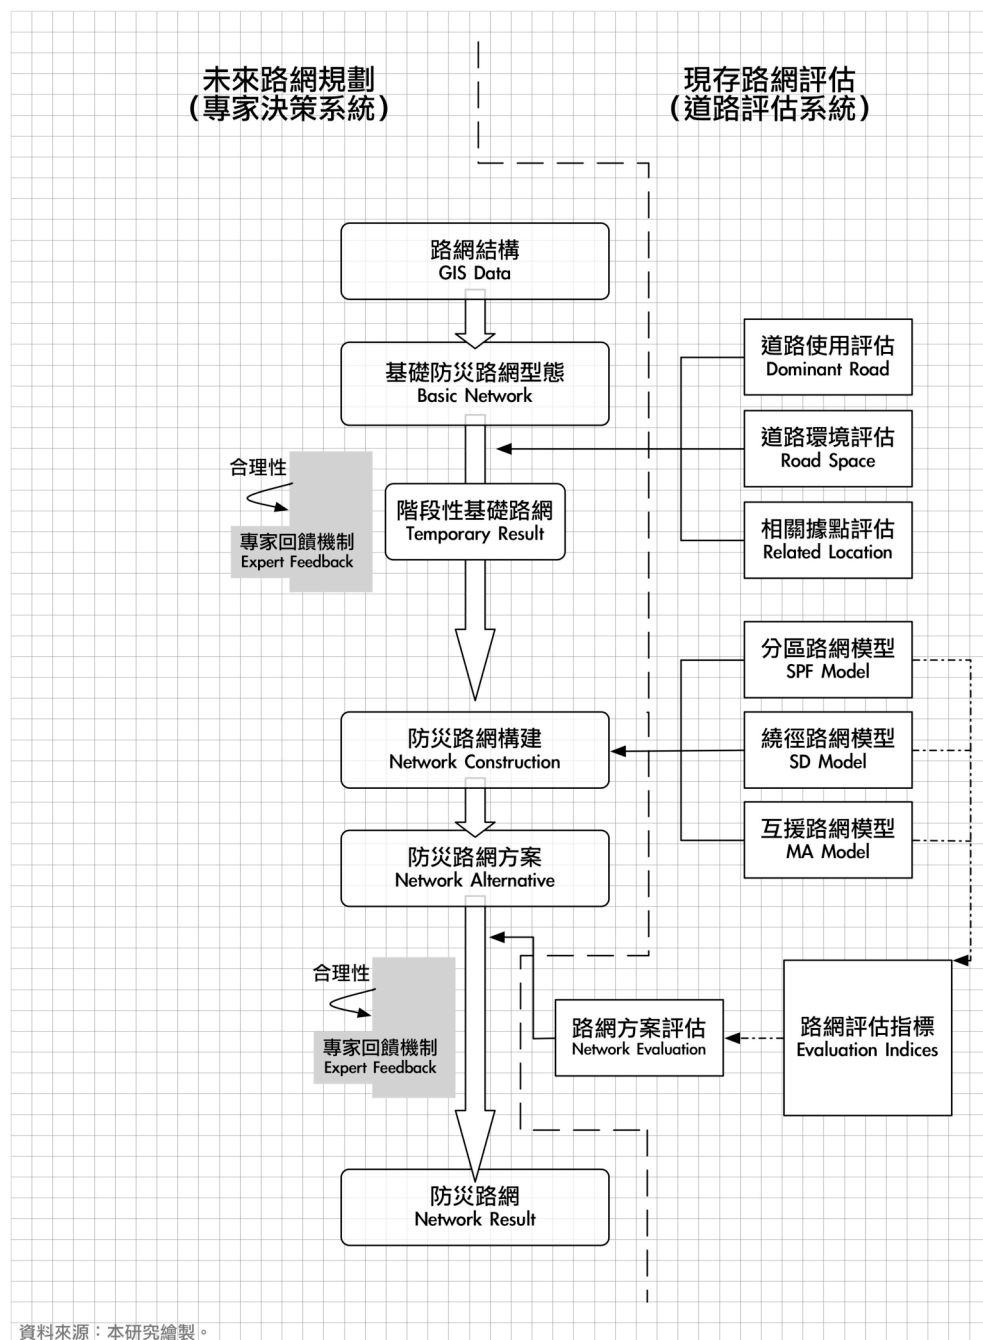 未來路網規劃
(專家決策系統)
現存路網評估
(道路評估系統)
路網結構
GIS Data
基礎防災路網型態
Basic Network
道路使用評估
Dominant Road
道路環境評估
Road Space
相關據點評估
Related Location
合理性
專家回饋機制
Expert Feedback
階段性基礎路網
Temporary Result
分區路網模型
SPF Model
繞徑路網模型
SD Model
互援路網模型
MA Model
防災路網構建
Network Construction
防災路網方案
Network Alternative
合理性
專家回饋機制
Expert Feedback
路網方案評估
Network Evaluation
路網評估指標
Evaluation Indices
防災路網
Network Result
資料來源：本研究繪製。